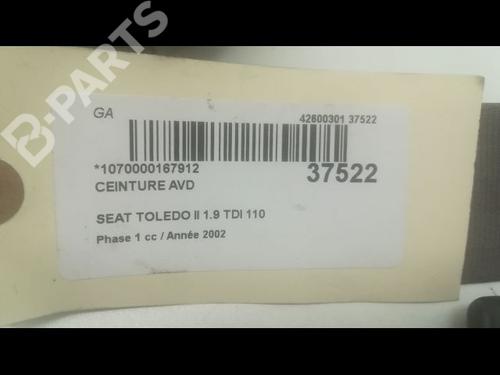 B-PARTS
GA
42600301 37522
*1070000167912
37522
CEINTURE AVD
SEAT TOLEDO II 1.9 TDI 110
Phase 1 cc / Année 2002